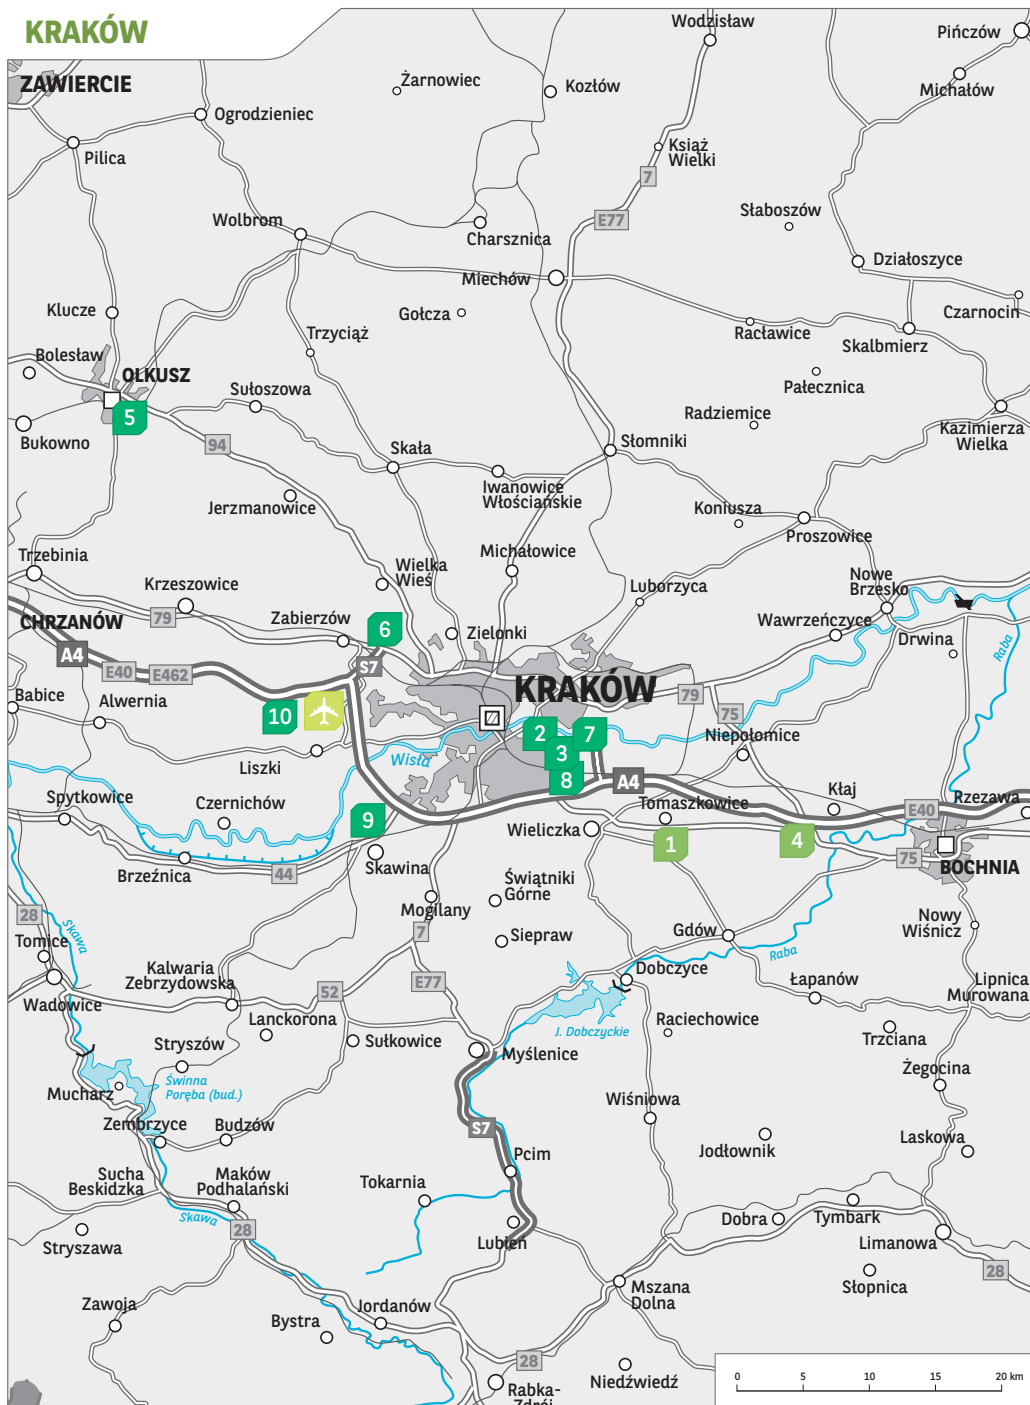 KRAKÓW
Wodzisław
Pińczów
ZAWIERCIE
Żarnowiec
Kozłów
Michałów
Ogrodzieniec
Pilica
Książ
Wielki
7
Słaboszów
Wolbrom
E77
Charsznica
Działoszyce
Miechów
Klucze
Gołcza
Czarnocin
Trzyciąż
Racławice
Skalbmierz
Bolesław
OLKUSZ
Sułoszowa
Pałecznica
5
Radziemice
Bukowno
Kazimierza
Wielka
94
Skała
Słomniki
Iwanowice
Włościańskie
Jerzmanowice
Koniusza
Proszowice
Trzebinia
Michałowice
Wielka
Wieś
Krzeszowice
Luborzyca
Nowe
Brzesko
79
CHRZANÓW
Zabierzów
6
Zielonki
Wawrzeńczyce
Drwina
Raba
A4
E40
E462
S7
KRAKÓW
79
75
Babice
Alwernia
10
2
7
Niepołomice
Liszki
Wisła
3
8
A4
Spytkowice
Czernichów
9
Tomaszkowice
Kłaj
E40
Rzezawa
Wieliczka
1
4
Brzeźnica
44
Skawina
75
BOCHNIA
Świątniki
Górne
28
Skawa
Mogilany
Nowy
Wiśnicz
Tomice
7
Siepraw
Gdów
Raba
Kalwaria
Zebrzydowska
Dobczyce
Wadowice
52
E77
Łapanów
Lipnica
Murowana
Lanckorona
J. Dobczyckie
Raciechowice
Trzciana
Stryszów
Sułkowice
Myślenice
Żegocina
Świnna
Poręba (bud.)
Mucharz
Wiśniowa
Zembrzyce
Budzów
S7
Jodłownik
Laskowa
Pcim
Sucha
Beskidzka
Maków
Podhalański
Tokarnia
Skawa
Dobra
Tymbark
Stryszawa
28
Lubień
Limanowa
28
Mszana
Dolna
Słopnica
Zawoja
Jordanów
Bystra
28
Niedźwiedź
Rabka-
Zdrój
0 5 10 15 20 km